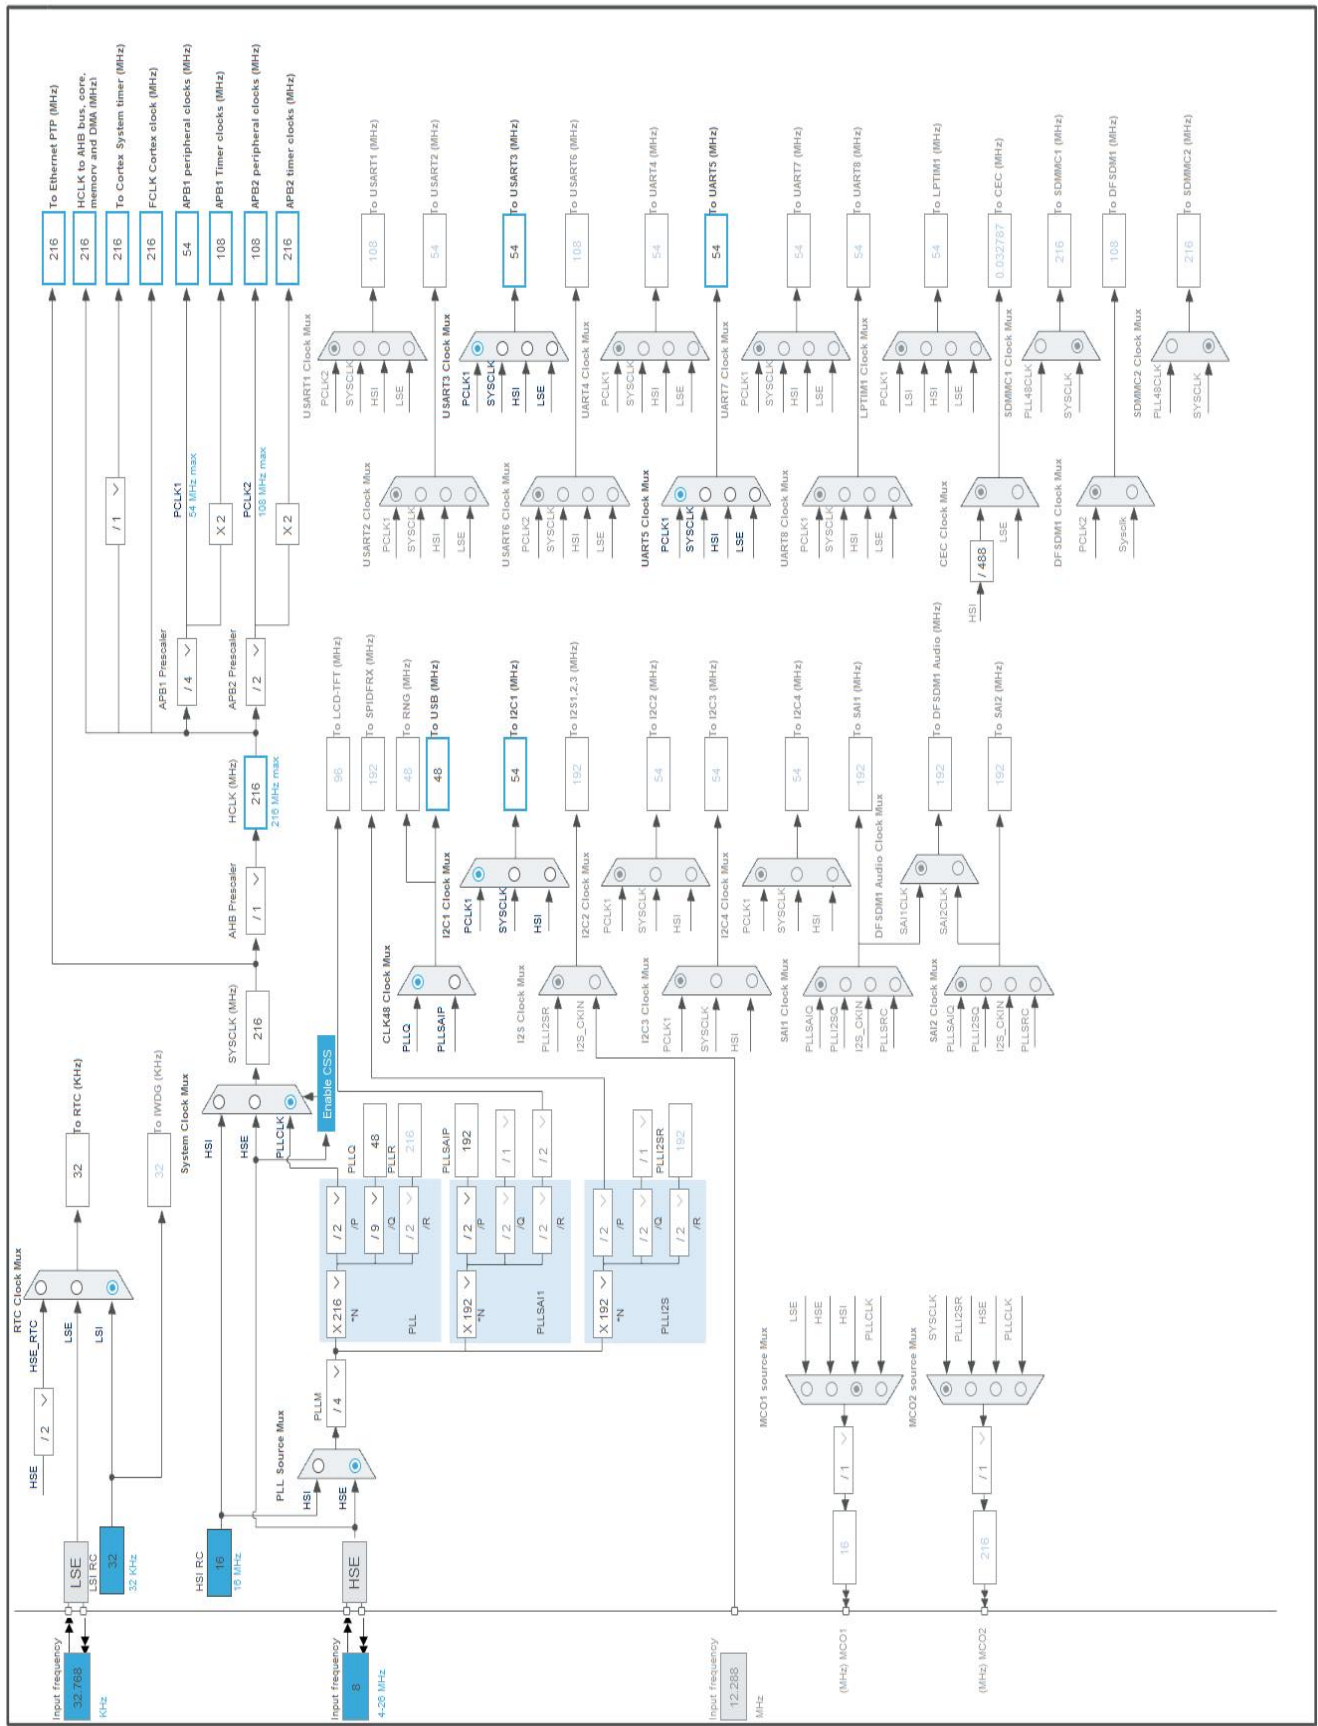 Input frequency
32.768
KHz
LSE
LSI RC
32
32 KHz
HSE
/ 2
HSE_RTC
LSE
LSI
RTC Clock Mux
32
To RTC (KHz)
32
To IWDG (KHz)
HSI RC
16
16 MHz
Input frequency
8
4-26 MHz
HSE
PLL Source Mux
HSI
HSE
PLLM
/ 4
X 216
*N
PLL
/ 2
/P
/ 9
/Q
/ 2
/R
PLLQ
48
PLLR
216
X 192
*N
PLLSAI1
/ 2
/P
/ 2
/Q
/ 2
/R
PLLSAIP
192
/ 1
/ 2
X 192
*N
PLLI2S
/ 2
/P
/ 2
/Q
/ 2
/R
/ 1
PLLI2SR
192
System Clock Mux
HSI
HSE
PLLCLK
Enable CSS
SYSCLK (MHz)
216
AHB Prescaler
/ 1
HCLK (MHz)
216
216 MHz max
APB1 Prescaler
/ 4
APB2 Prescaler
/ 2
/ 1
PCLK1
54 MHz max
X 2
PCLK2
108 MHz max
X 2
216
To Ethernet PTP (MHz)
216
HCLK to AHB bus, core,
memory and DMA (MHz)
216
To Cortex System timer (MHz)
216
FCLK Cortex clock (MHz)
54
APB1 peripheral clocks (MHz)
108
APB1 Timer clocks (MHz)
108
APB2 peripheral clocks (MHz)
216
APB2 timer clocks (MHz)
96
To LCD-TFT (MHz)
192
To SPIDFRX (MHz)
48
To RNG (MHz)
48
To USB (MHz)
CLK48 Clock Mux
PLLQ
PLLSAIP
I2C1 Clock Mux
PCLK1
SYSCLK
HSI
54
To I2C1 (MHz)
I2S Clock Mux
PLLI2SR
I2S_CKIN
192
To I2S1,2,3 (MHz)
I2C2 Clock Mux
PCLK1
SYSCLK
HSI
54
To I2C2 (MHz)
I2C3 Clock Mux
PCLK1
SYSCLK
HSI
54
To I2C3 (MHz)
I2C4 Clock Mux
PCLK1
SYSCLK
HSI
54
To I2C4 (MHz)
SAI1 Clock Mux
PLLSAIQ
PLLI2SQ
I2S_CKIN
PLLSRC
192
To SAI1 (MHz)
DFSDM1 Audio Clock Mux
SAI1CLK
SAI2CLK
192
To DFSDM1 Audio (MHz)
SAI2 Clock Mux
PLLSAIQ
PLLI2SQ
I2S_CKIN
PLLSRC
192
To SAI2 (MHz)
USART1 Clock Mux
PCLK2
SYSCLK
HSI
LSE
108
To USART1 (MHz)
USART2 Clock Mux
PCLK1
SYSCLK
HSI
LSE
54
To USART2 (MHz)
USART3 Clock Mux
PCLK1
SYSCLK
HSI
LSE
54
To USART3 (MHz)
USART6 Clock Mux
PCLK2
SYSCLK
HSI
LSE
108
To USART6 (MHz)
UART4 Clock Mux
PCLK1
SYSCLK
HSI
LSE
54
To UART4 (MHz)
UART5 Clock Mux
PCLK1
SYSCLK
HSI
LSE
54
To UART5 (MHz)
UART7 Clock Mux
PCLK1
SYSCLK
HSI
LSE
54
To UART7 (MHz)
UART8 Clock Mux
PCLK1
SYSCLK
HSI
LSE
54
To UART8 (MHz)
LPTIM1 Clock Mux
PCLK1
LSI
HSI
LSE
54
To LPTIM1 (MHz)
CEC Clock Mux
HSI
/ 488
LSE
0.032787
To CEC (MHz)
SDMMC1 Clock Mux
PLL48CLK
SYSCLK
216
To SDMMC1 (MHz)
DFSDM1 Clock Mux
PCLK2
Sysclk
108
To DFSDM1 (MHz)
SDMMC2 Clock Mux
PLL48CLK
SYSCLK
216
To SDMMC2 (MHz)
Input frequency
12.288
MHz
(MHz) MCO1
16
/ 1
MCO1 source Mux
LSE
HSE
HSI
PLLCLK
(MHz) MCO2
216
/ 1
MCO2 source Mux
SYSCLK
PLLI2SR
HSE
PLLCLK